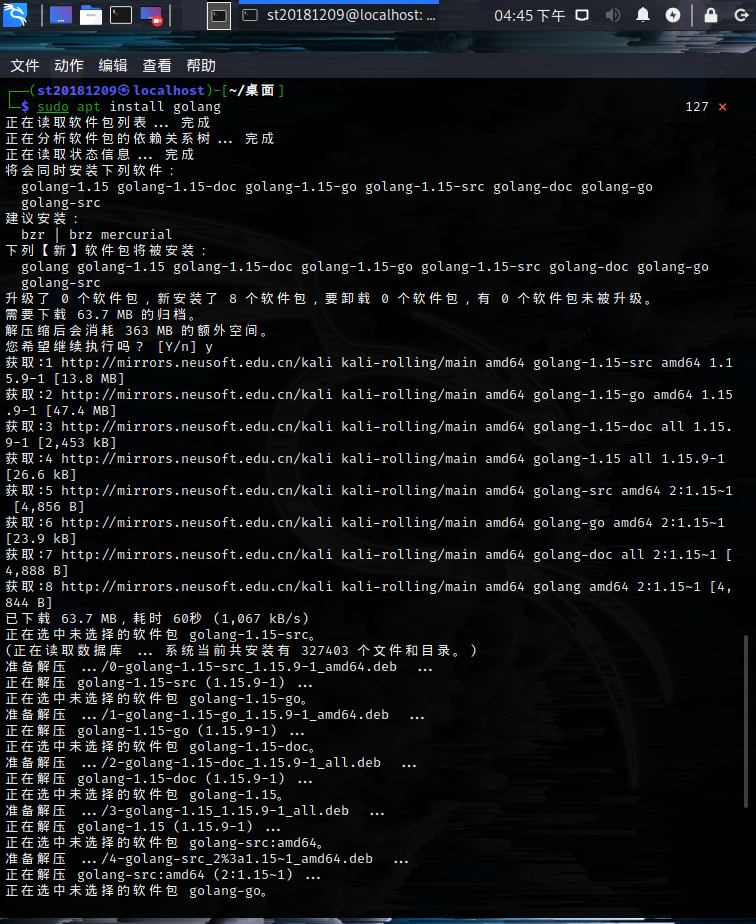 st20181209@localhost: ...
04:45 下午
文件 动作 编辑 查看 帮助
┌──(st20181209㉿localhost)-[~/桌面]
└─$ sudo apt install golang 127 ⨯
正在读取软件包列表... 完成
正在分析软件包的依赖关系树... 完成
正在读取状态信息... 完成
将会同时安装下列软件：
golang-1.15 golang-1.15-doc golang-1.15-go golang-1.15-src golang-doc golang-go
golang-src
建议安装：
bzr | brz mercurial
下列【新】软件包将被安装：
golang golang-1.15 golang-1.15-doc golang-1.15-go golang-1.15-src golang-doc golang-go
golang-src
升级了 0 个软件包，新安装了 8 个软件包，要卸载 0 个软件包，有 0 个软件包未被升级。
需要下载 63.7 MB 的归档。
解压缩后会消耗 363 MB 的额外空间。
您希望继续执行吗？ [Y/n] y
获取:1 http://mirrors.neusoft.edu.cn/kali kali-rolling/main amd64 golang-1.15-src amd64 1.1
5.9-1 [13.8 MB]
获取:2 http://mirrors.neusoft.edu.cn/kali kali-rolling/main amd64 golang-1.15-go amd64 1.15
.9-1 [47.4 MB]
获取:3 http://mirrors.neusoft.edu.cn/kali kali-rolling/main amd64 golang-1.15-doc all 1.15.
9-1 [2,453 kB]
获取:4 http://mirrors.neusoft.edu.cn/kali kali-rolling/main amd64 golang-1.15 all 1.15.9-1
[26.6 kB]
获取:5 http://mirrors.neusoft.edu.cn/kali kali-rolling/main amd64 golang-src amd64 2:1.15~1
[4,856 B]
获取:6 http://mirrors.neusoft.edu.cn/kali kali-rolling/main amd64 golang-go amd64 2:1.15~1
[23.9 kB]
获取:7 http://mirrors.neusoft.edu.cn/kali kali-rolling/main amd64 golang-doc all 2:1.15~1 [
4,888 B]
获取:8 http://mirrors.neusoft.edu.cn/kali kali-rolling/main amd64 golang amd64 2:1.15~1 [4,
844 B]
已下载 63.7 MB，耗时 60秒 (1,067 kB/s)
正在选中未选择的软件包 golang-1.15-src。
(正在读取数据库 ... 系统当前共安装有 327403 个文件和目录。)
准备解压 .../0-golang-1.15-src_1.15.9-1_amd64.deb ...
正在解压 golang-1.15-src (1.15.9-1) ...
正在选中未选择的软件包 golang-1.15-go。
准备解压 .../1-golang-1.15-go_1.15.9-1_amd64.deb ...
正在解压 golang-1.15-go (1.15.9-1) ...
正在选中未选择的软件包 golang-1.15-doc。
准备解压 .../2-golang-1.15-doc_1.15.9-1_all.deb ...
正在解压 golang-1.15-doc (1.15.9-1) ...
正在选中未选择的软件包 golang-1.15。
准备解压 .../3-golang-1.15_1.15.9-1_all.deb ...
正在解压 golang-1.15 (1.15.9-1) ...
正在选中未选择的软件包 golang-src:amd64。
准备解压 .../4-golang-src_2%3a1.15~1_amd64.deb ...
正在解压 golang-src:amd64 (2:1.15~1) ...
正在选中未选择的软件包 golang-go。